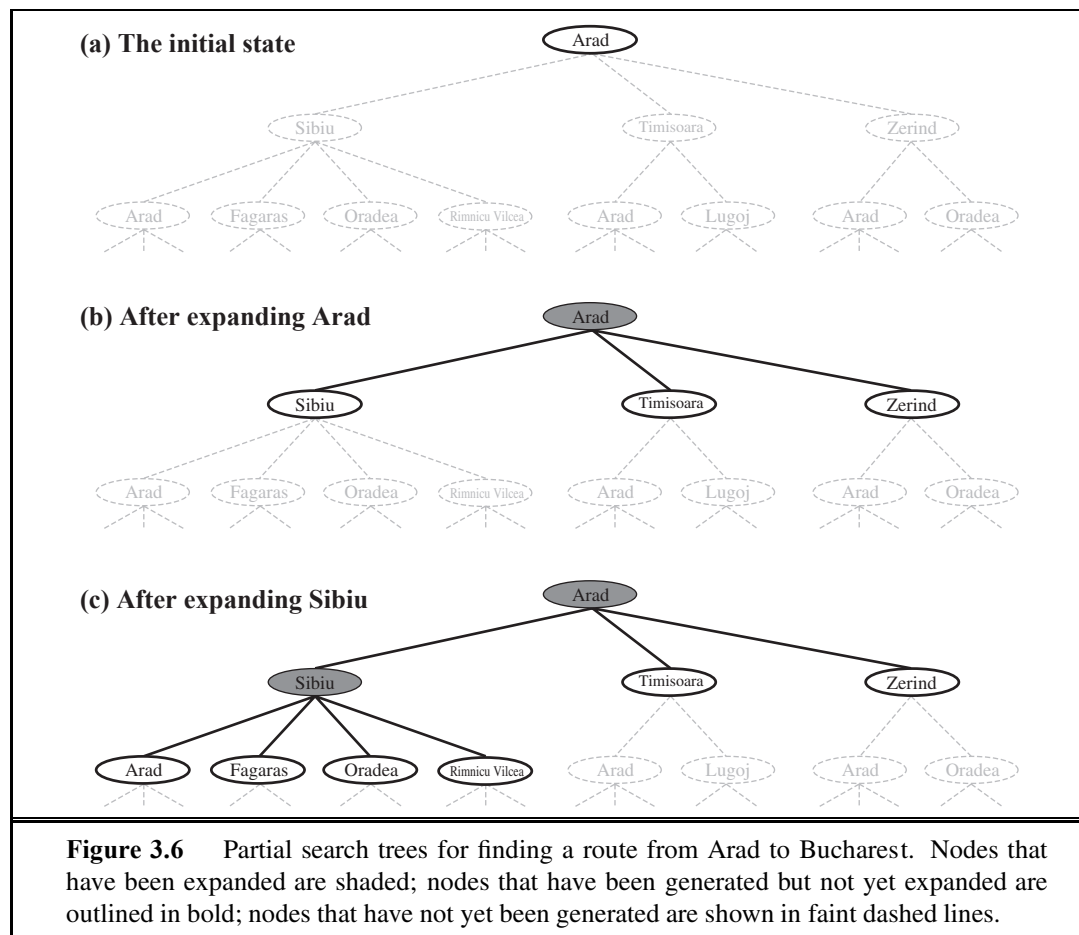 (a) The initial state
Arad
Sibiu Timisoara Zerind
Arad Fagaras Oradea Rimnicu Vilcea Arad Lugoj Arad Oradea
(b) After expanding Arad
Arad
Sibiu Timisoara Zerind
Arad Fagaras Oradea Rimnicu Vilcea Arad Lugoj Arad Oradea
(c) After expanding Sibiu
Arad
Sibiu Timisoara Zerind
Arad Fagaras Oradea Rimnicu Vilcea Arad Lugoj Arad Oradea
Figure 3.6 Partial search trees for finding a route from Arad to Bucharest. Nodes that
have been expanded are shaded; nodes that have been generated but not yet expanded are
outlined in bold; nodes that have not yet been generated are shown in faint dashed lines.